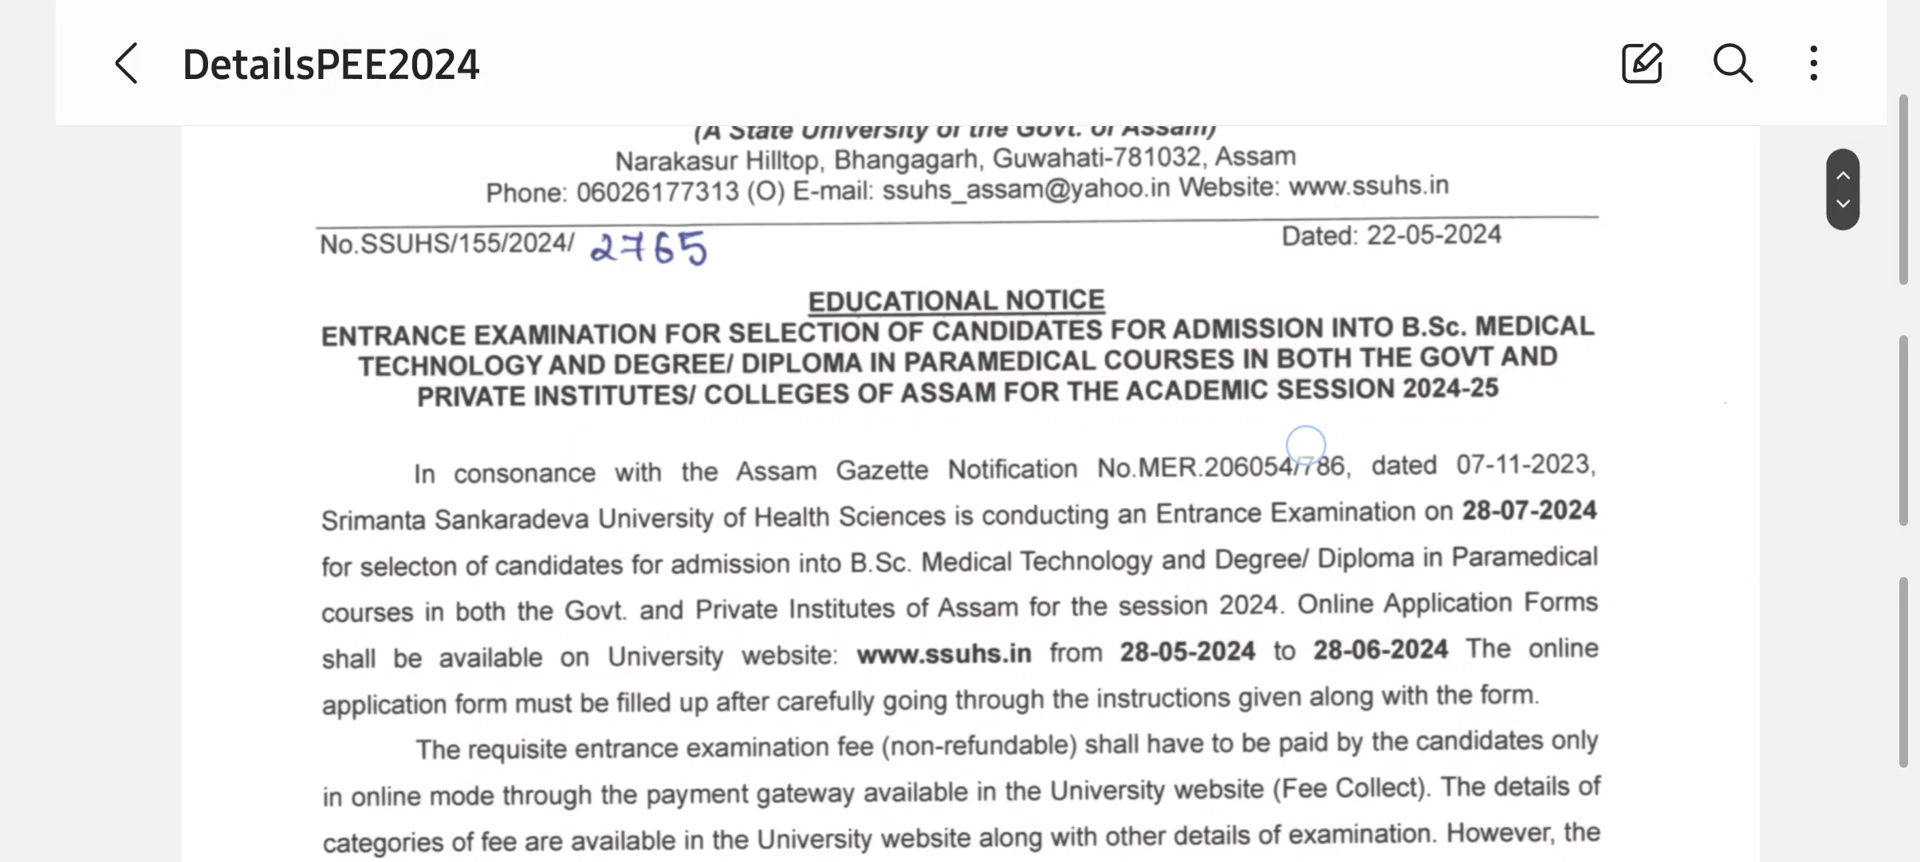 DetailsPEE2024
(A State University of the Govt. of Assam)
Narakasur Hilltop, Bhangagarh, Guwahati-781032, Assam
Phone: 06026177313 (O) E-mail: ssuhs_assam@yahoo.in Website: www.ssuhs.in
No.SSUHS/155/2024/ 2765 Dated: 22-05-2024
EDUCATIONAL NOTICE
ENTRANCE EXAMINATION FOR SELECTION OF CANDIDATES FOR ADMISSION INTO B.Sc. MEDICAL
TECHNOLOGY AND DEGREE/ DIPLOMA IN PARAMEDICAL COURSES IN BOTH THE GOVT AND
PRIVATE INSTITUTES/ COLLEGES OF ASSAM FOR THE ACADEMIC SESSION 2024-25
In consonance with the Assam Gazette Notification No.MER.206054/786, dated 07-11-2023,
Srimanta Sankaradeva University of Health Sciences is conducting an Entrance Examination on 28-07-2024
for selecton of candidates for admission into B.Sc. Medical Technology and Degree/ Diploma in Paramedical
courses in both the Govt. and Private Institutes of Assam for the session 2024. Online Application Forms
shall be available on University website: www.ssuhs.in from 28-05-2024 to 28-06-2024 The online
application form must be filled up after carefully going through the instructions given along with the form.
The requisite entrance examination fee (non-refundable) shall have to be paid by the candidates only
in online mode through the payment gateway available in the University website (Fee Collect). The details of
categories of fee are available in the University website along with other details of examination. However, the